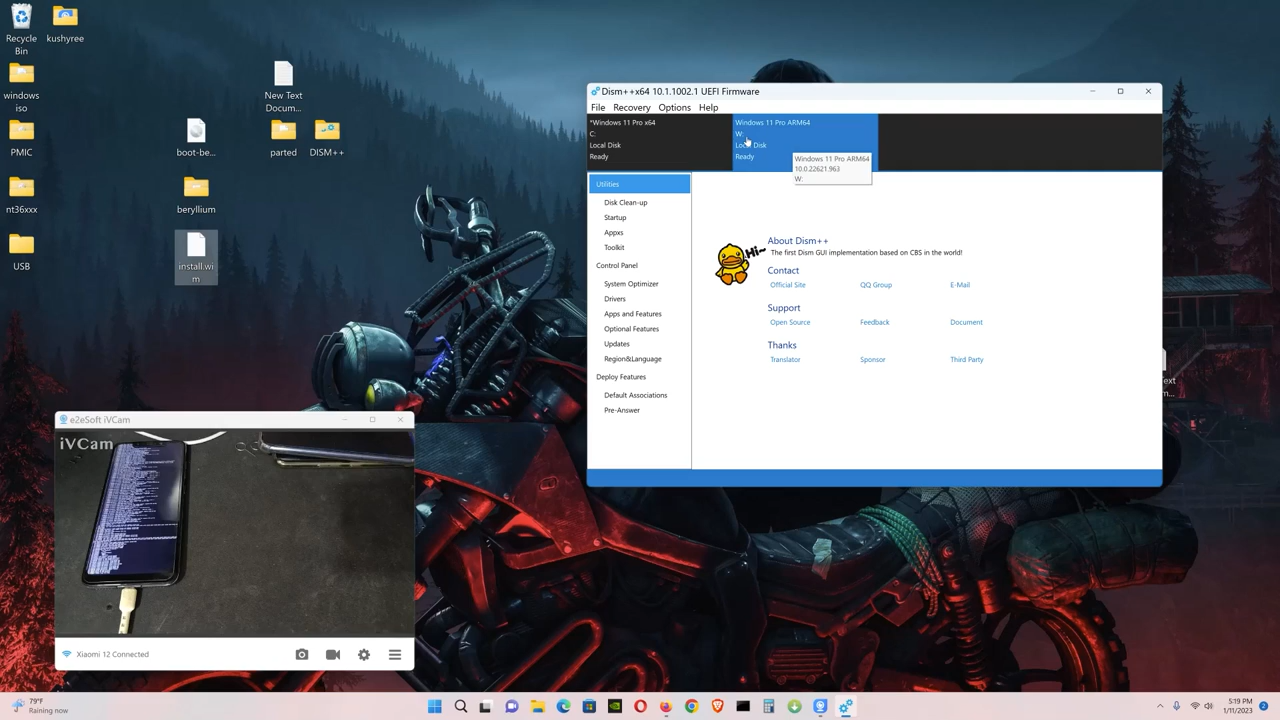 Recycle
Bin
kushyree
windows
iso
New Text
Docum...
PMIC
boot-be...
parted
DISM++
nt36xxx
beryllium
USB
install.wi
m
Dism++x64 10.1.1002.1 UEFI Firmware
File Recovery Options Help
*Windows 11 Pro x64
C:
Local Disk
Ready
Windows 11 Pro ARM64
W:
Local Disk
Ready
Windows 11 Pro ARM64
10.0.22621.963
W:
Utilities
Disk Clean-up
Startup
Appxs
Toolkit
Control Panel
System Optimizer
Drivers
Apps and Features
Optional Features
Updates
Region&Language
Deploy Features
Default Associations
Pre-Answer
Hi~
About Dism++
The first Dism GUI implementation based on CBS in the world!
Contact
Official Site QQ Group E-Mail
Support
Open Source Feedback Document
Thanks
Translator Sponsor Third Party
e2eSoft iVCam
iVCam
Xiaomi 12 Connected
79°F
Raining now
5:19 PM
1/11/2023
2